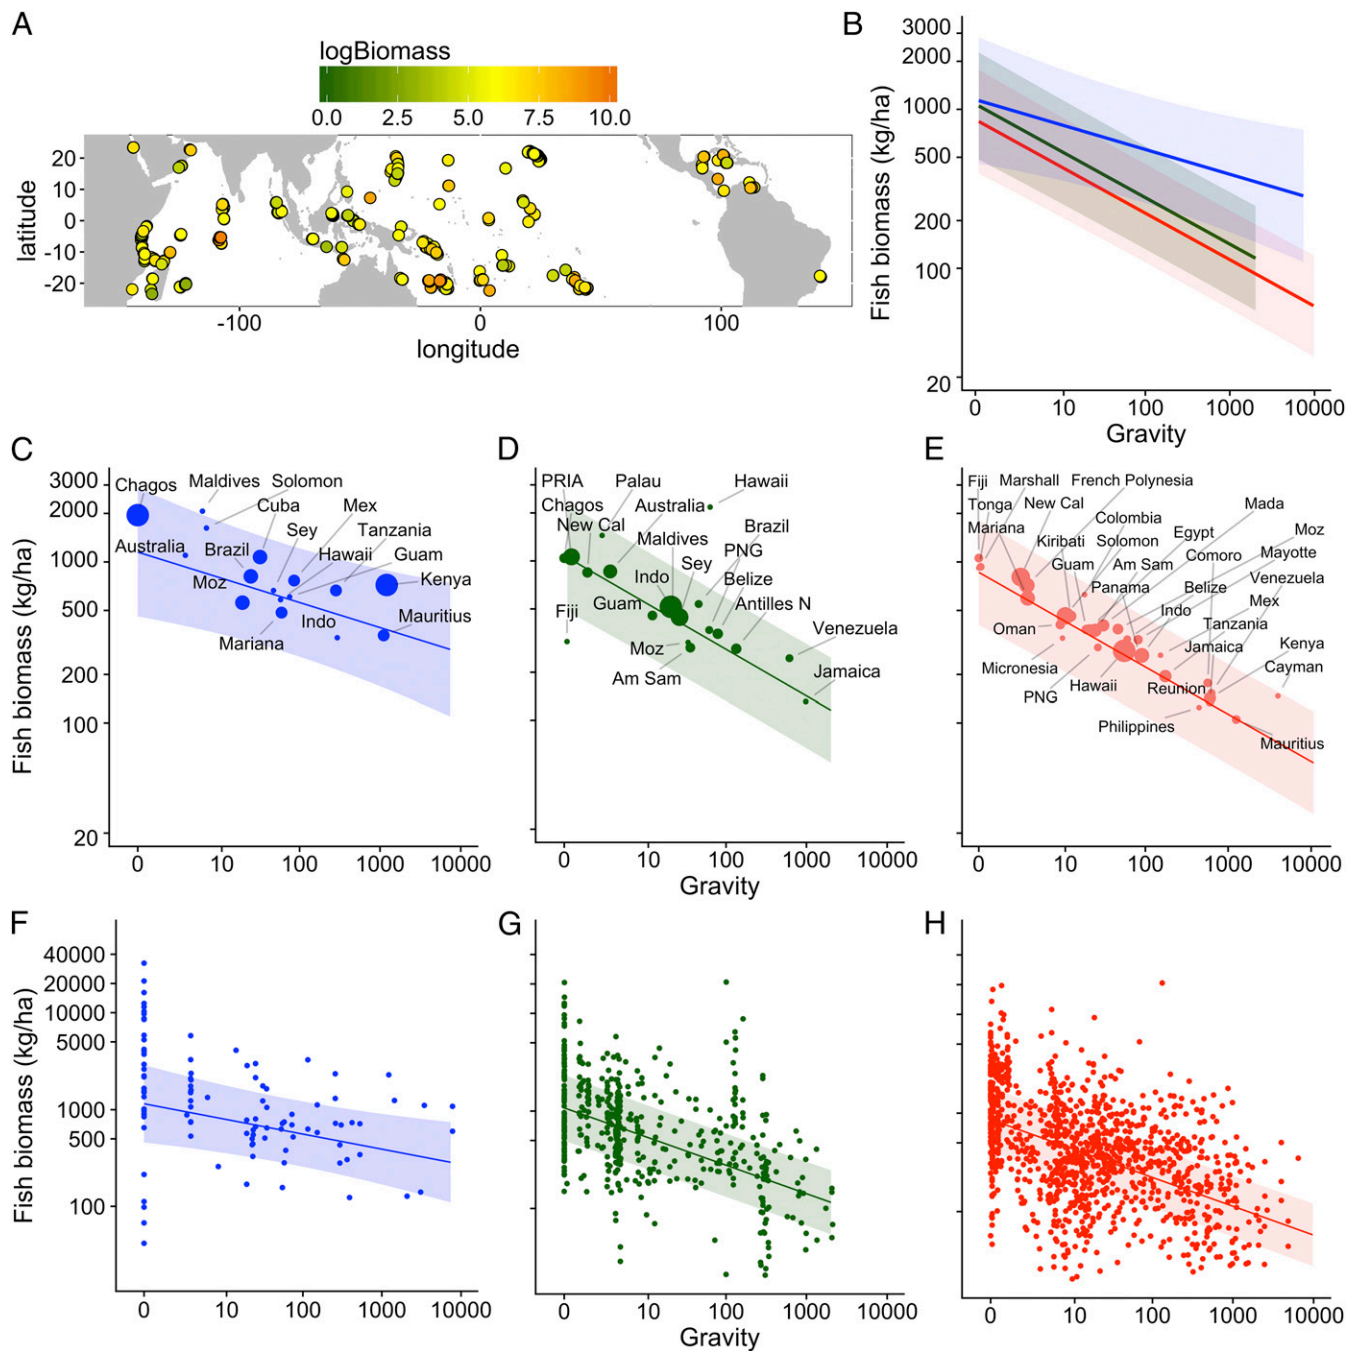 A
logBiomass
0.0 2.5 5.0 7.5 10.0
latitude
20
10
0
-10
-20
-100 0 100
longitude
B
Fish biomass (kg/ha)
3000
2000
1000
500
200
100
20
0 10 100 1000 10000
Gravity
C
Fish biomass (kg/ha)
3000
2000
1000
500
200
100
20
Chagos
Maldives
Solomon
Cuba
Mex
Sey
Tanzania
Australia
Brazil
Hawaii
Guam
Moz
Kenya
Indo
Mauritius
Mariana
0 10 100 1000 10000
D
PRIA
Palau
Hawaii
Chagos
New Cal
Australia
Brazil
Maldives
PNG
Indo
Sey
Belize
Fiji
Guam
Antilles N
Moz
Venezuela
Am Sam
Jamaica
0 10 100 1000 10000
Gravity
E
Fiji
Marshall
French Polynesia
Mada
Tonga
New Cal
Colombia
Moz
Mariana
Kiribati
Solomon
Egypt
Mayotte
Guam
Am Sam
Comoro
Venezuela
Panama
Belize
Mex
Oman
Indo
Tanzania
Kenya
Micronesia
Jamaica
Cayman
PNG
Hawaii
Reunion
Philippines
Mauritius
0 10 100 1000 10000
F
Fish biomass (kg/ha)
40000
20000
10000
5000
1000
500
100
0 10 100 1000 10000
G
0 10 100 1000 10000
Gravity
H
0 10 100 1000 10000